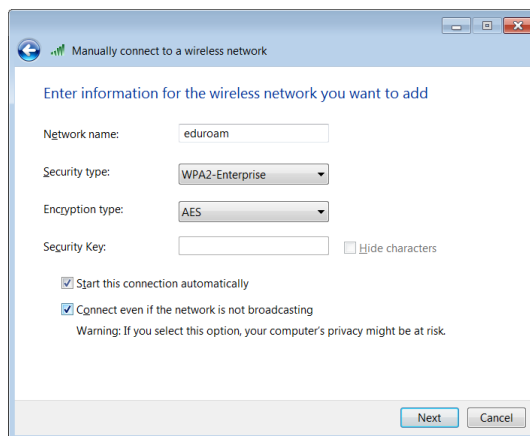 Manually connect to a wireless network
Enter information for the wireless network you want to add
Network name: eduroam
Security type: WPA2-Enterprise
Encryption type: AES
Security Key: Hide characters
Start this connection automatically
Connect even if the network is not broadcasting
Warning: If you select this option, your computer's privacy might be at risk.
Next Cancel